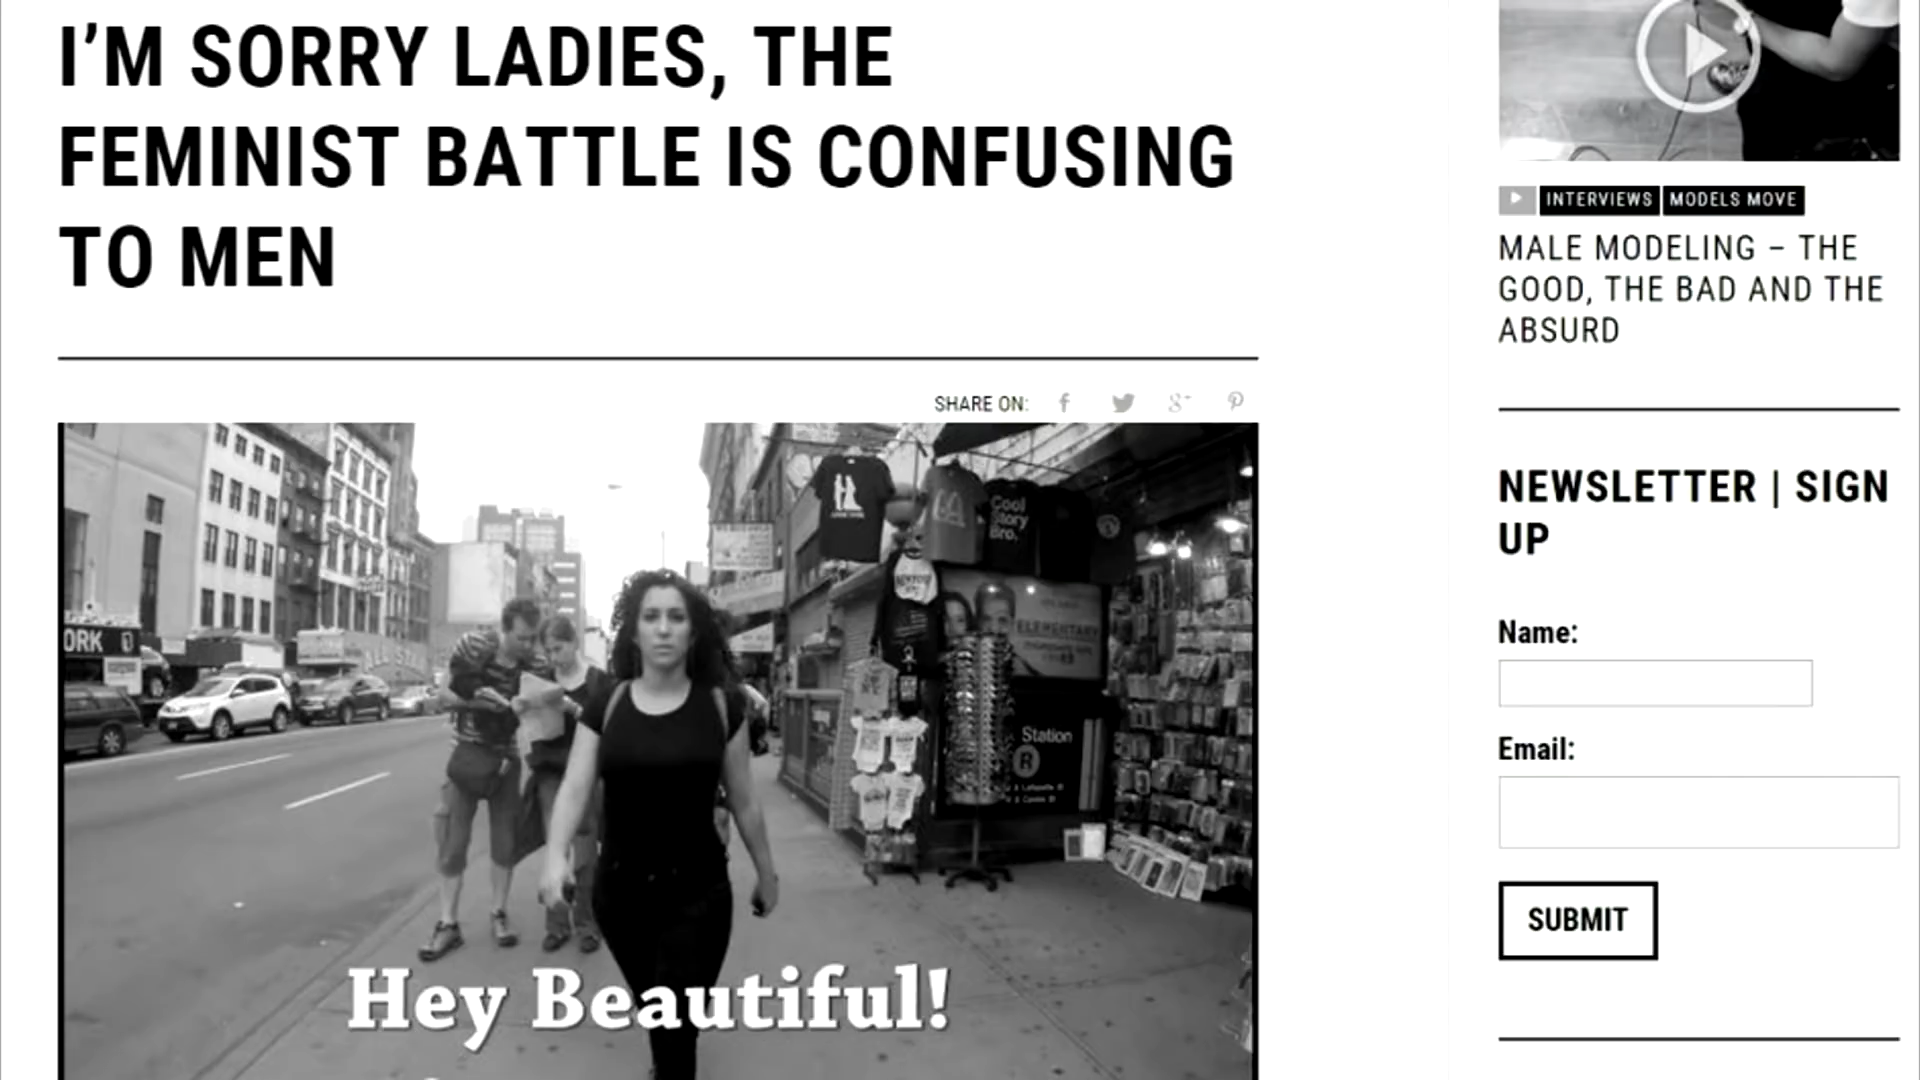 I'M SORRY LADIES, THE
FEMINIST BATTLE IS CONFUSING
TO MEN
SHARE ON:
ORK
Cool
Story
Bro.
ELEMENTARY
Station
R
Hey Beautiful!
INTERVIEWS MODELS MOVE
MALE MODELING – THE
GOOD, THE BAD AND THE
ABSURD
NEWSLETTER | SIGN
UP
Name:
Email:
SUBMIT